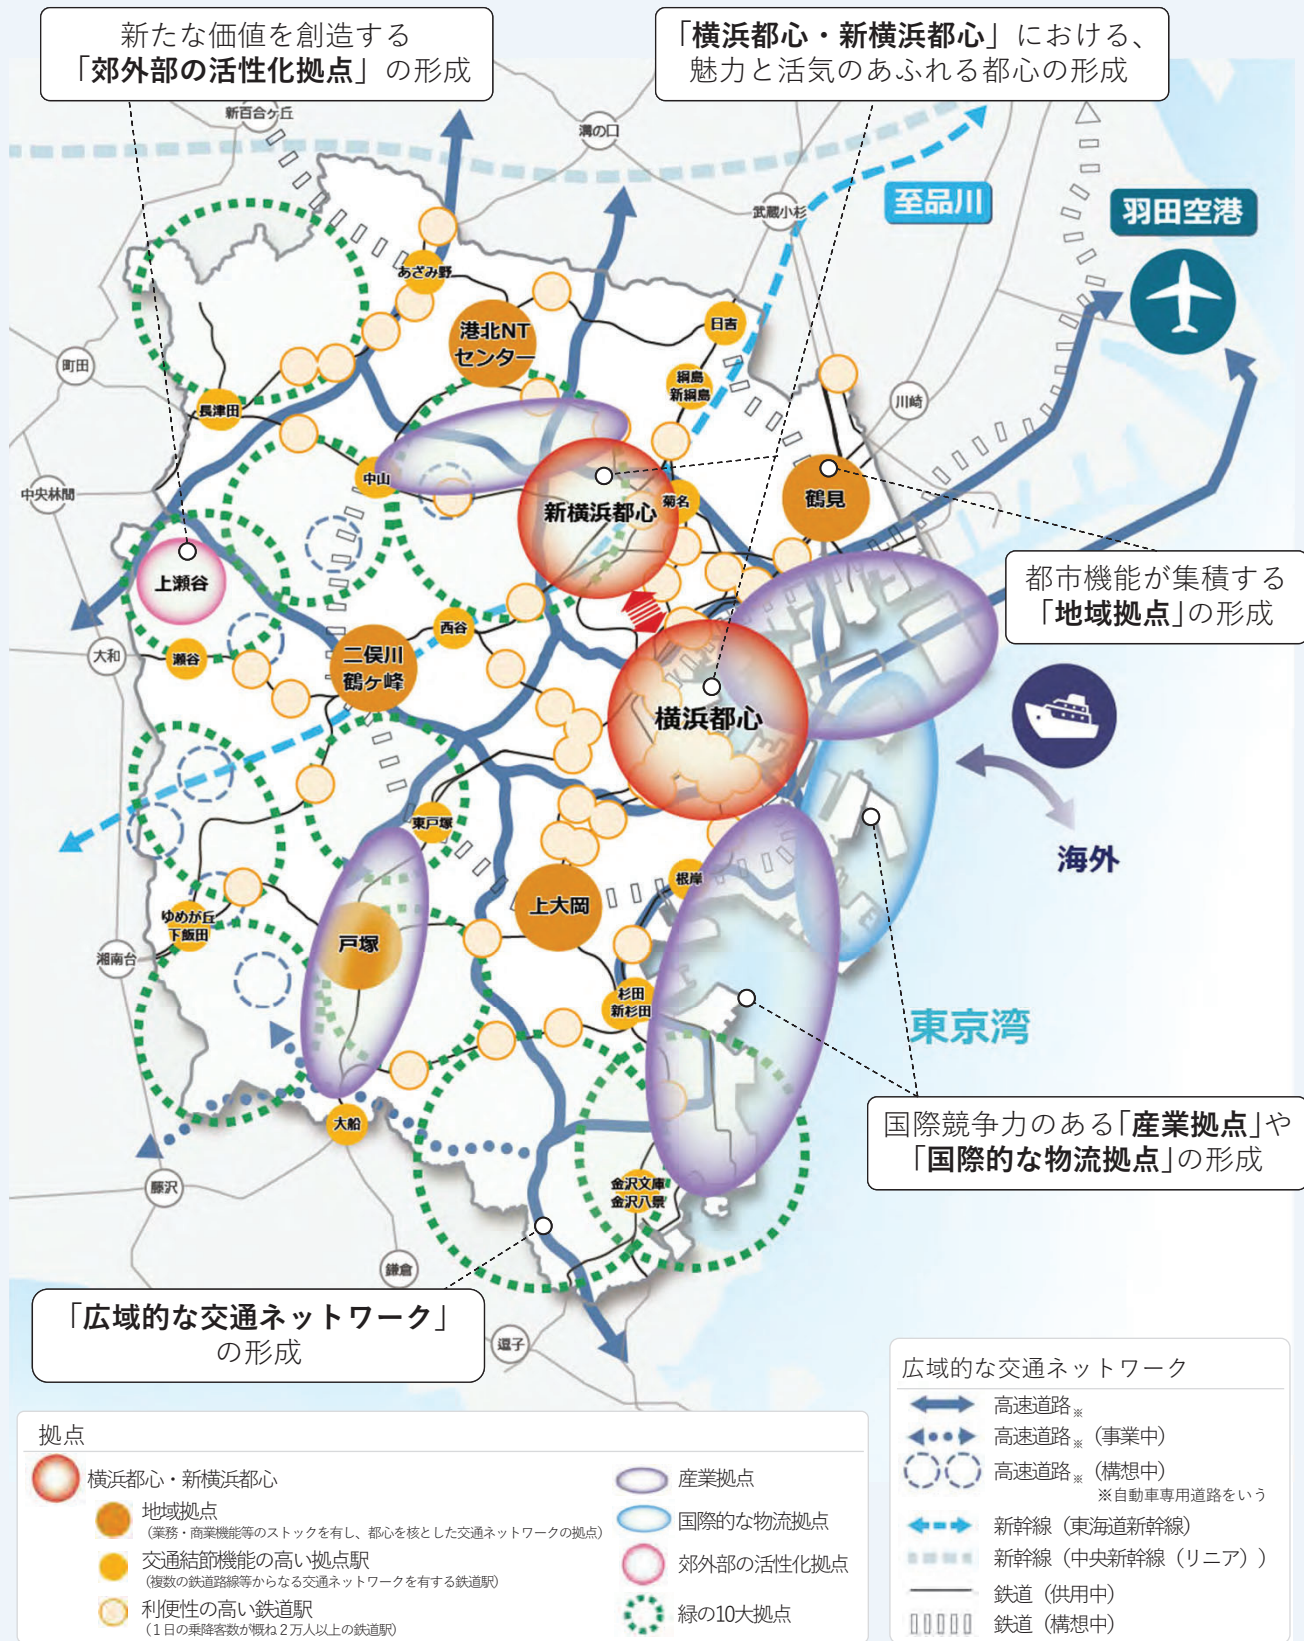 新たな価値を創造する
「郊外部の活性化拠点」の形成
「横浜都心・新横浜都心」における、
魅力と活気のあふれる都心の形成
新百合ヶ丘
溝の口
武蔵小杉
至品川
羽田空港
あざみ野
港北NT
センター
日吉
綱島
新綱島
町田
長津田
川崎
中央林間
中山
新横浜都心
菊名
鶴見
上瀬谷
都市機能が集積する
「地域拠点」の形成
大和
瀬谷
西谷
二俣川
鶴ヶ峰
横浜都心
東戸塚
海外
根岸
上大岡
ゆめが丘
下飯田
戸塚
湘南台
杉田
新杉田
東京湾
大船
国際競争力のある「産業拠点」や
「国際的な物流拠点」の形成
藤沢
金沢文庫
金沢八景
鎌倉
「広域的な交通ネットワーク」
の形成
逗子
拠点
横浜都心・新横浜都心
地域拠点
(業務・商業機能等のストックを有し、都心を核とした交通ネットワークの拠点)
交通結節機能の高い拠点駅
(複数の鉄道路線等からなる交通ネットワークを有する鉄道駅)
利便性の高い鉄道駅
(1日の乗降客数が概ね2万人以上の鉄道駅)
産業拠点
国際的な物流拠点
郊外部の活性化拠点
緑の10大拠点
広域的な交通ネットワーク
高速道路※
高速道路※（事業中）
高速道路※（構想中）
※自動車専用道路をいう
新幹線（東海道新幹線）
新幹線（中央新幹線（リニア））
鉄道（供用中）
鉄道（構想中）